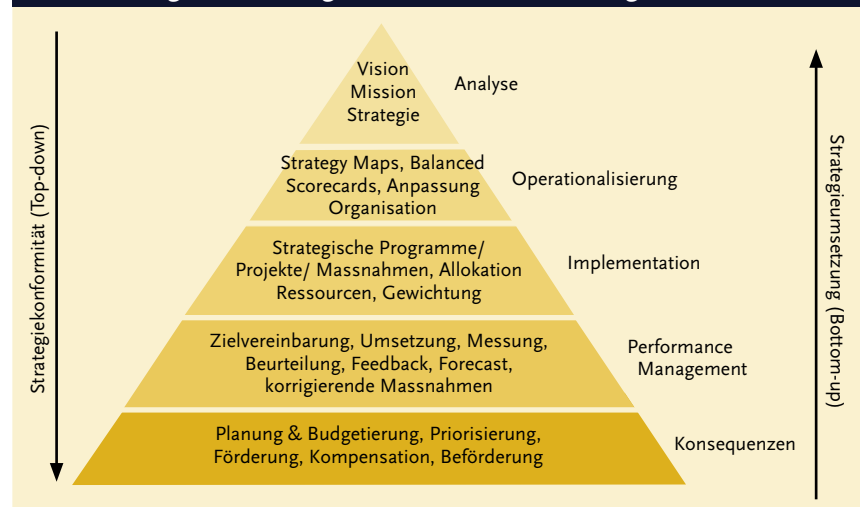 Vision
Mission
Strategie
Analyse
Strategy Maps, Balanced
Scorecards, Anpassung
Organisation
Operationalisierung
Strategische Programme/
Projekte/ Massnahmen, Allokation
Ressourcen, Gewichtung
Implementation
Zielvereinbarung, Umsetzung, Messung,
Beurteilung, Feedback, Forecast,
korrigierende Massnahmen
Performance
Management
Planung & Budgetierung, Priorisierung,
Förderung, Kompensation, Beförderung
Konsequenzen
Strategiekonformität (Top-down)
Strategieumsetzung (Bottom-up)